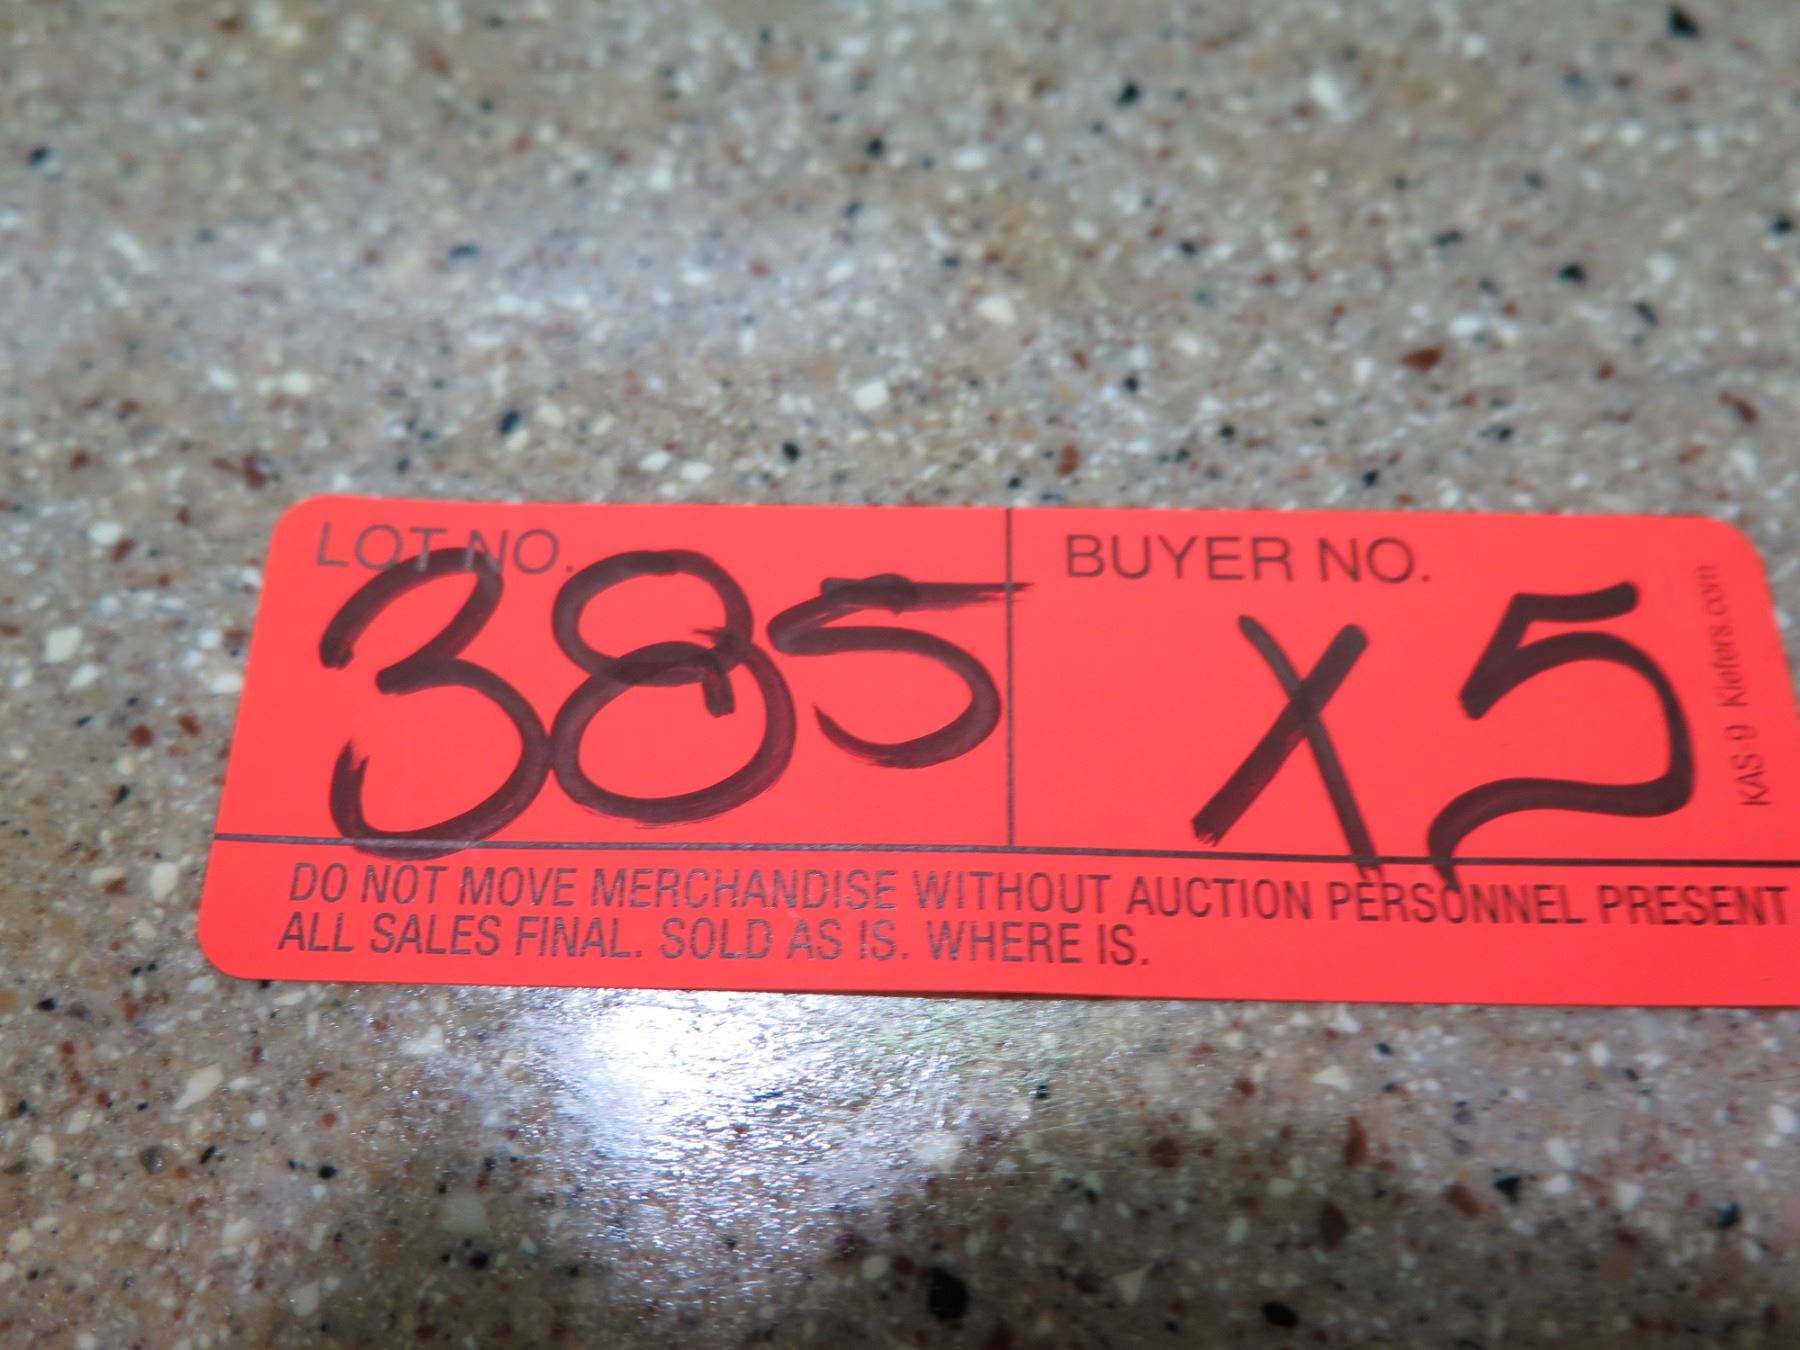 LOT NO.
385
BUYER NO.
X5
KAS-9 Kiefers.com
DO NOT MOVE MERCHANDISE WITHOUT AUCTION PERSONNEL PRESENT
ALL SALES FINAL. SOLD AS IS. WHERE IS.